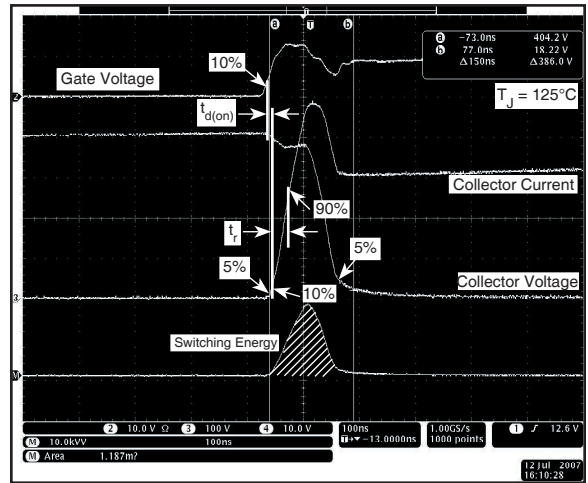 T
a
T
b
a -73.0ns 404.2 V
b 77.0ns 18.22 V
Δ150ns Δ386.0 V
Gate Voltage
10%
TJ = 125°C
2
td(on)
Collector Current
90%
tr
5%
5%
10%
Collector Voltage
3
Switching Energy
M
2 10.0 V Ω 3 100 V 4 10.0 V 100ns 1.00GS/s 1 12.6 V
M 10.0kVV 100ns T→▼ -13.0000ns 1000 points
M Area 1.187m?
12 Jul 2007
16:10:28